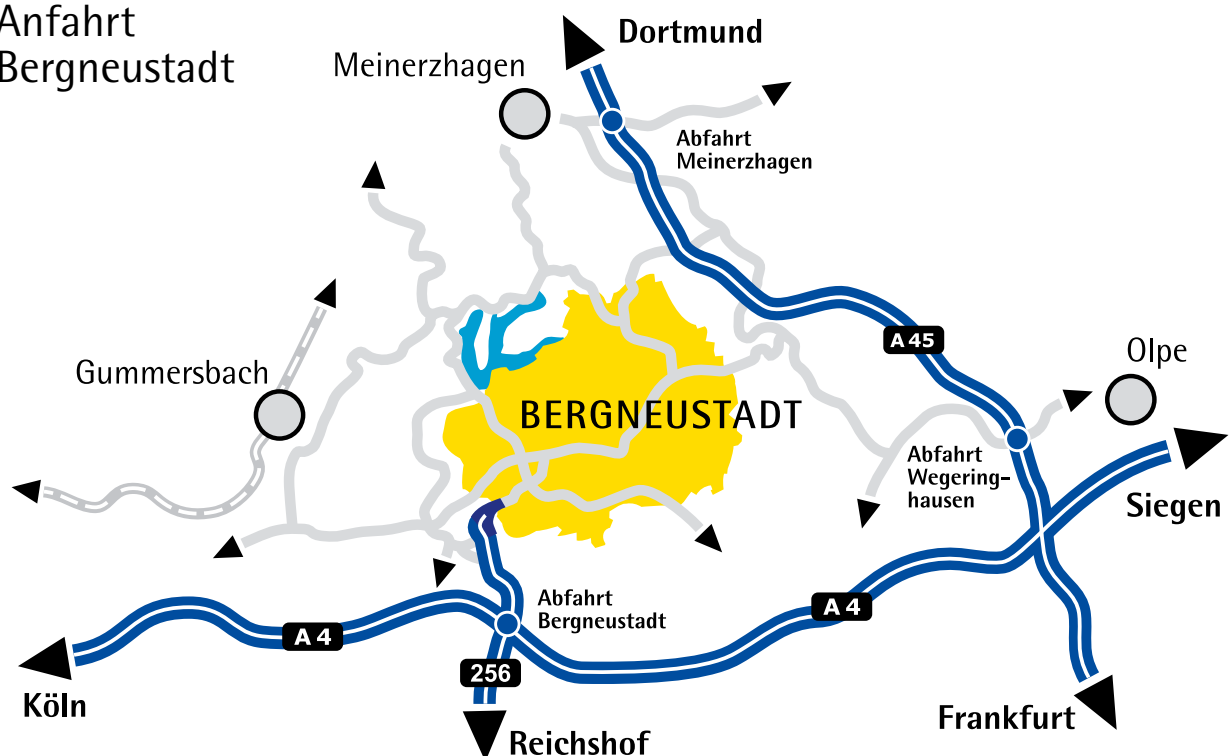 Anfahrt
Bergneustadt
Dortmund
Meinerzhagen
Abfahrt
Meinerzhagen
A 45
Olpe
Gummersbach
BERGNEUSTADT
Abfahrt
Wegering-
hausen
Siegen
Abfahrt
Bergneustadt
A 4
A 4
256
Köln
Frankfurt
Reichshof